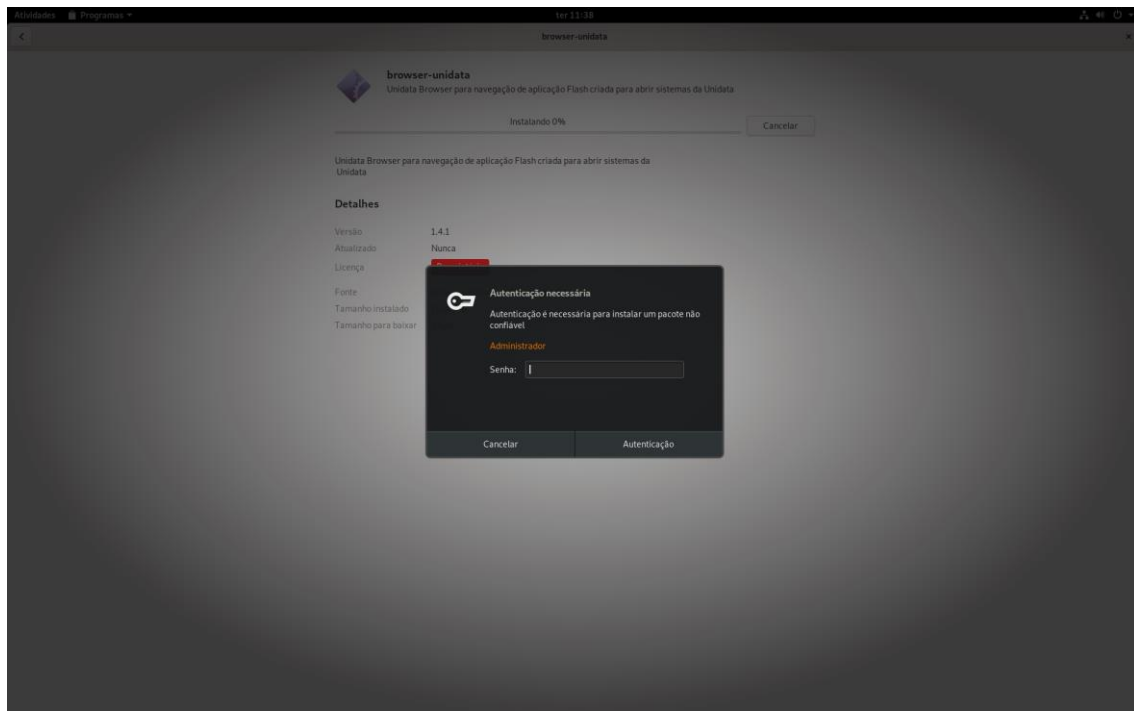 Atividades Programas ter 11:38
browser-unidata
browser-unidata
Unidata Browser para navegação de aplicação Flash criada para abrir sistemas da Unidata
Instalando 0%
Cancelar
Unidata Browser para navegação de aplicação Flash criada para abrir sistemas da
Unidata
Detalhes
Versão 1.4.1
Atualizado Nunca
Licença
Fonte
Tamanho instalado
Tamanho para baixar
Autenticação necessária
Autenticação é necessária para instalar um pacote não
confiável
Administrador
Senha:
Cancelar Autenticação